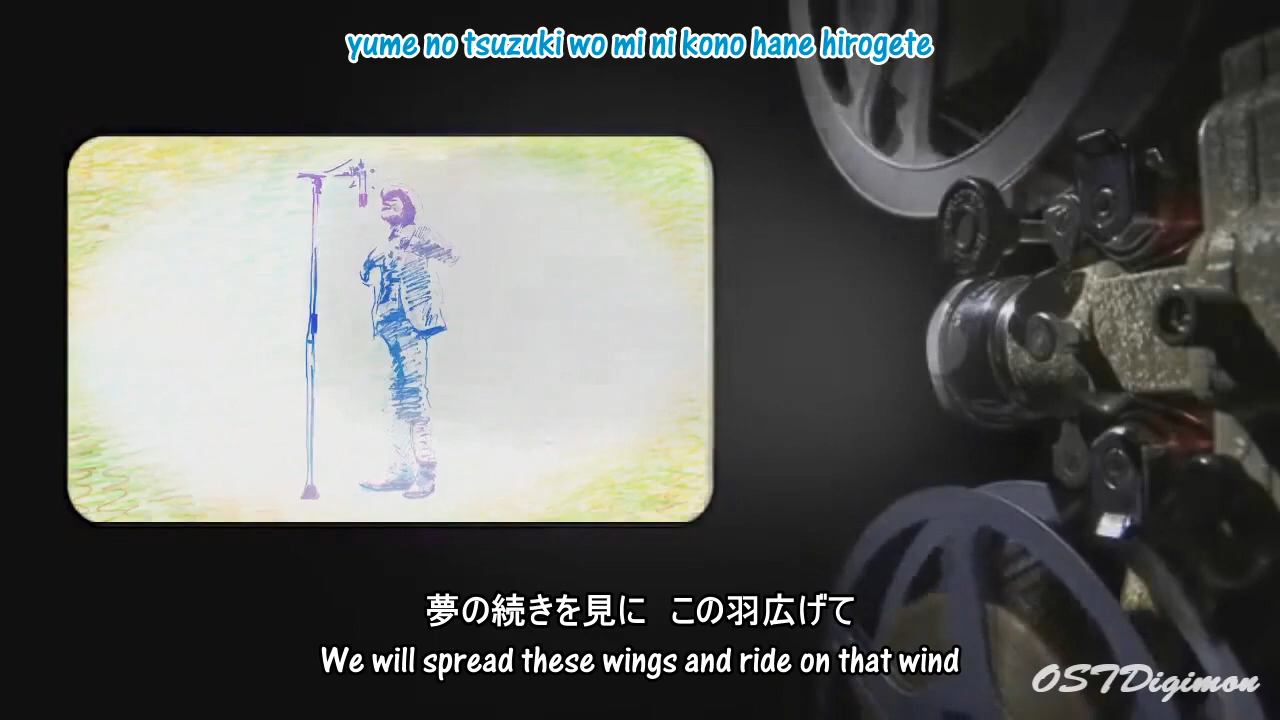 yume no tsuzuki wo mi ni kono hane hirogete
夢の続きを見に　この羽広げて
We will spread these wings and ride on that wind
OSTDigimon